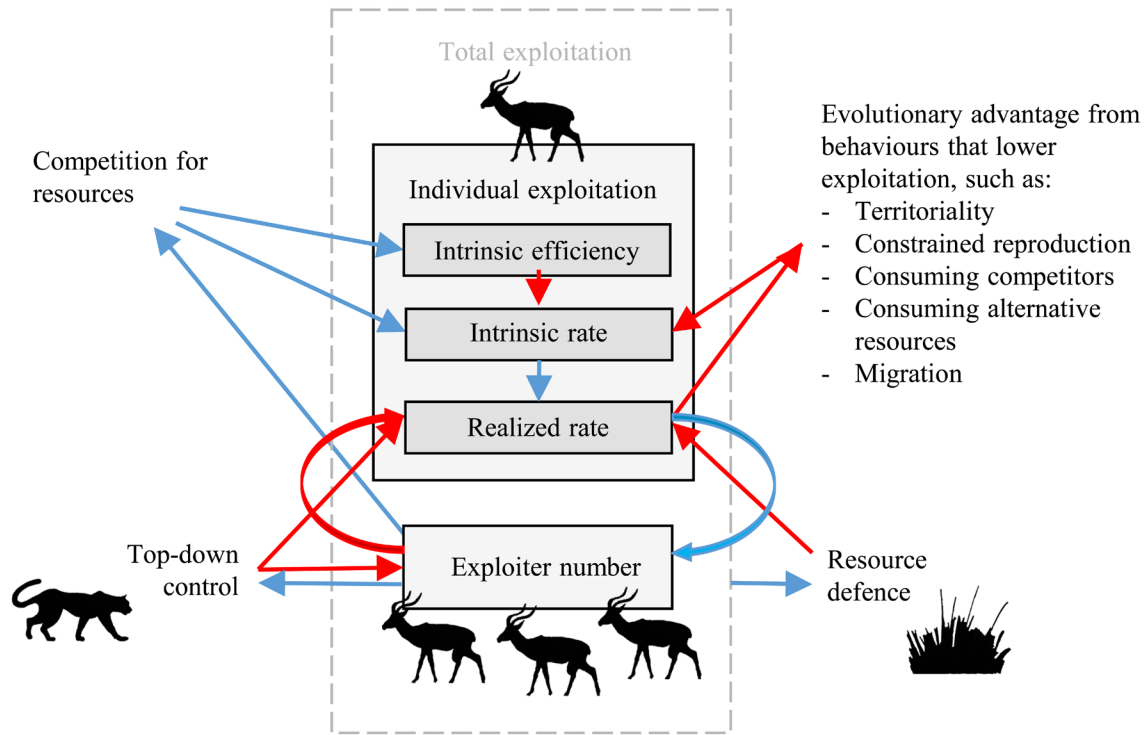 Total exploitation
Competition for
resources
Individual exploitation
Intrinsic efficiency
Intrinsic rate
Realized rate
Evolutionary advantage from
behaviours that lower
exploitation, such as:
- Territoriality
- Constrained reproduction
- Consuming competitors
- Consuming alternative
resources
- Migration
Top-down
control
Exploiter number
Resource
defence